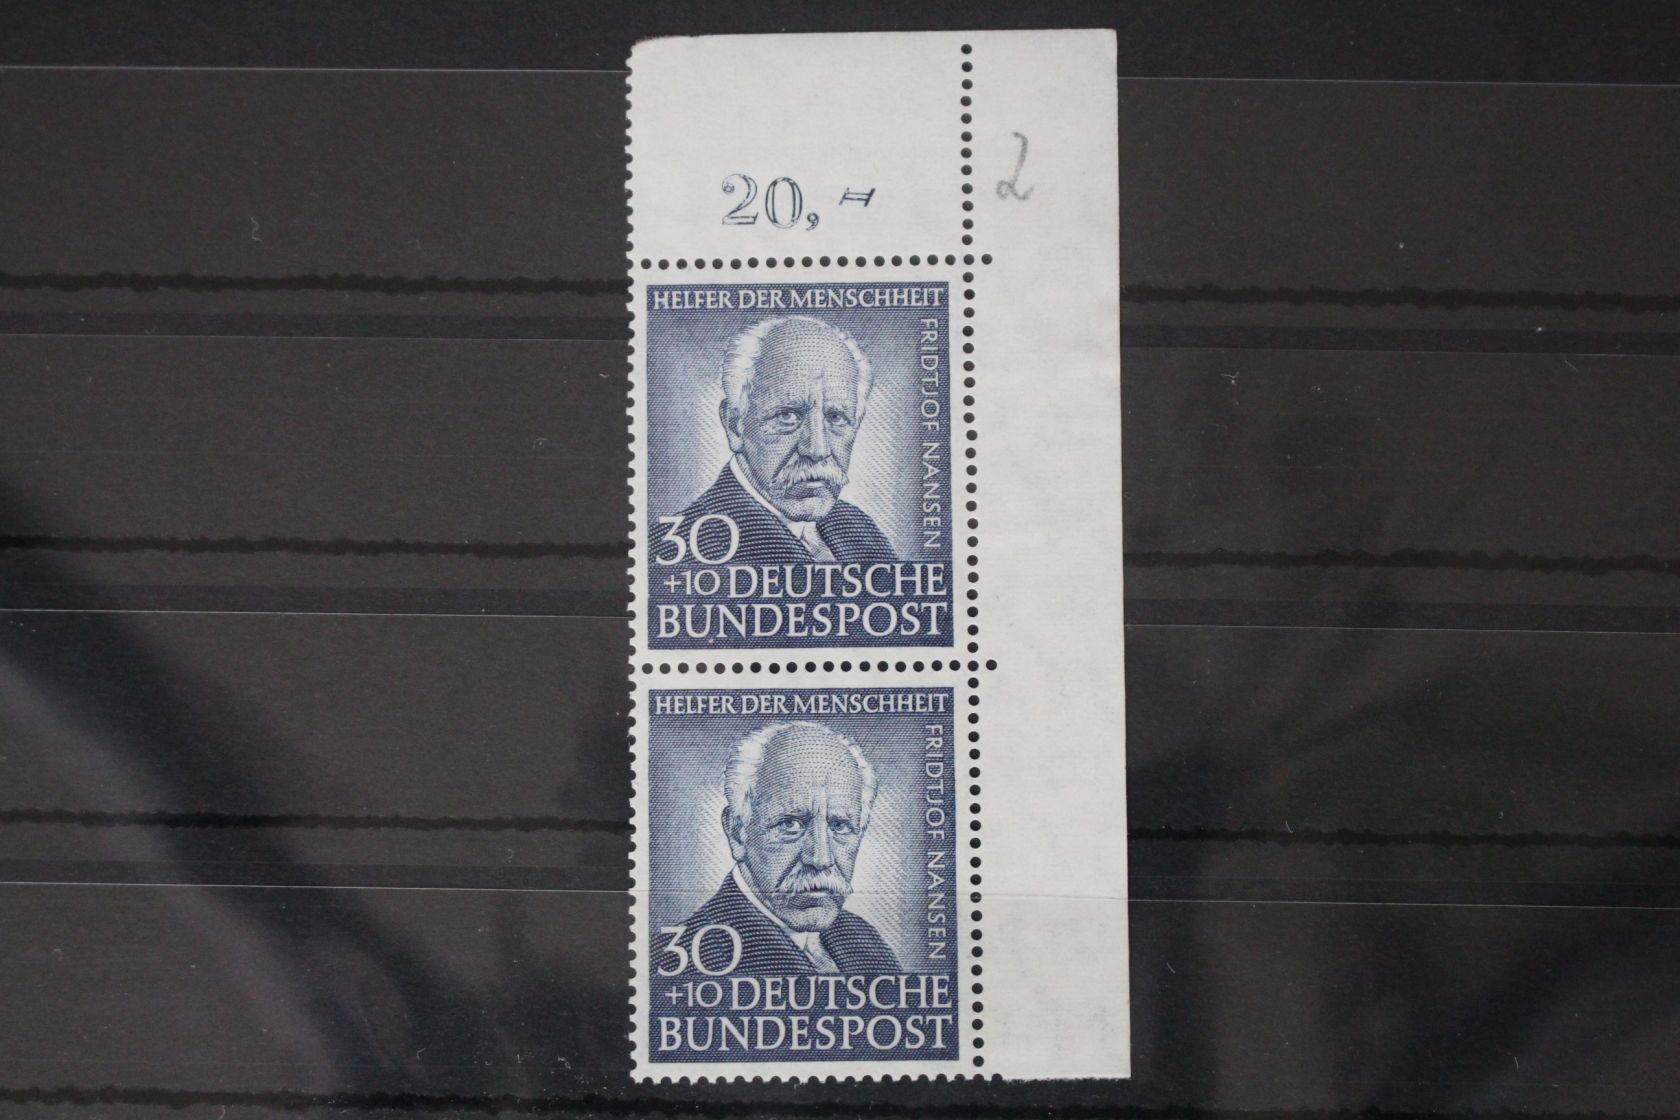 2
20,-
HELFER DER MENSCHHEIT
FRIDTJOF NANSEN
30
+10 DEUTSCHE
BUNDESPOST
HELFER DER MENSCHHEIT
FRIDTJOF NANSEN
30
+10 DEUTSCHE
BUNDESPOST